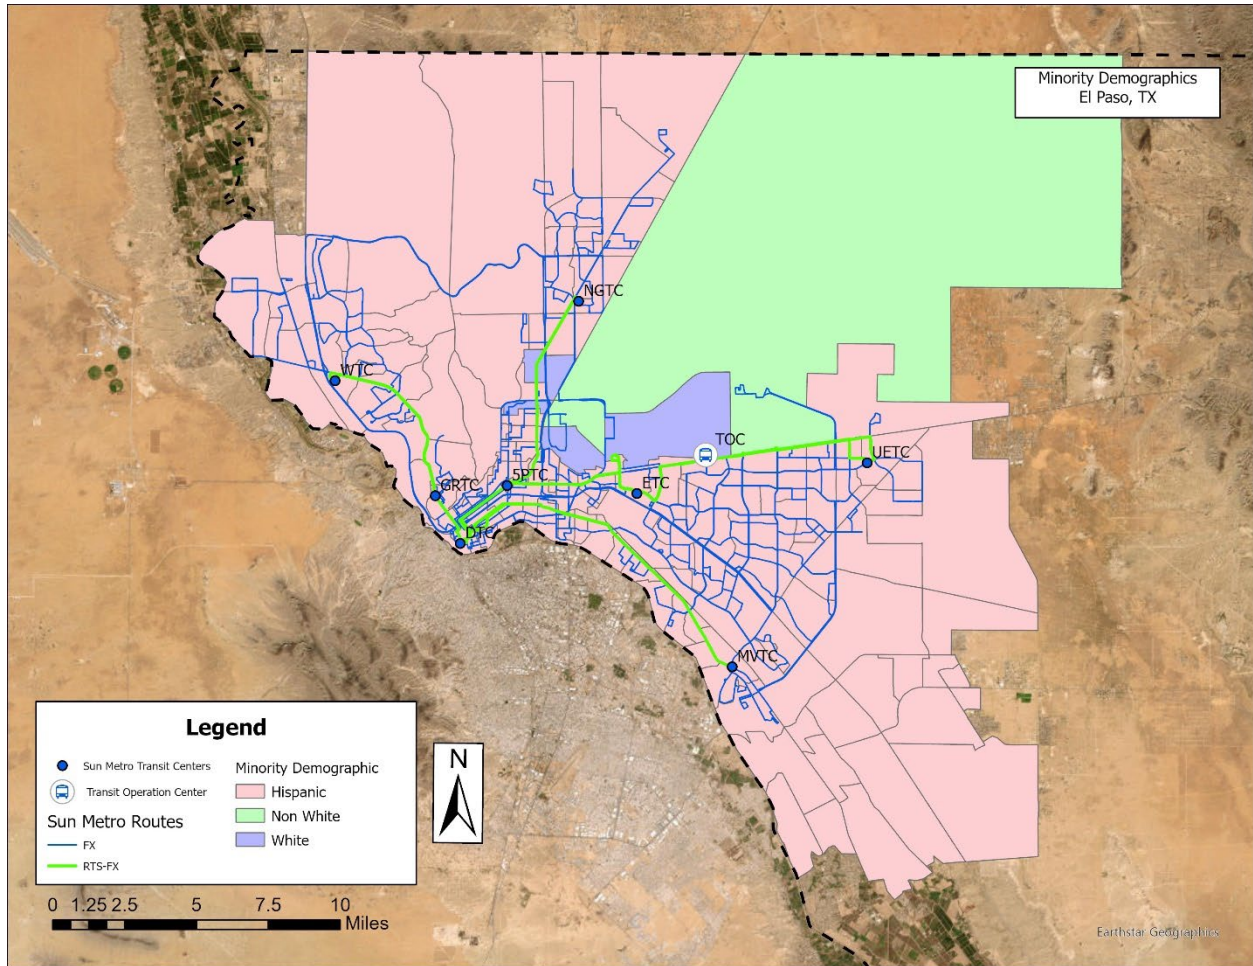 Minority Demographics
El Paso, TX
NGTC
WTC
TOC
UETC
5PTC
ETC
GRTC
DTC
MVTC
Legend
Sun Metro Transit Centers
Transit Operation Center
Sun Metro Routes
FX
RTS-FX
Minority Demographic
Hispanic
Non White
White
N
0 1.25 2.5 5 7.5 10
Miles
Earthstar Geographics